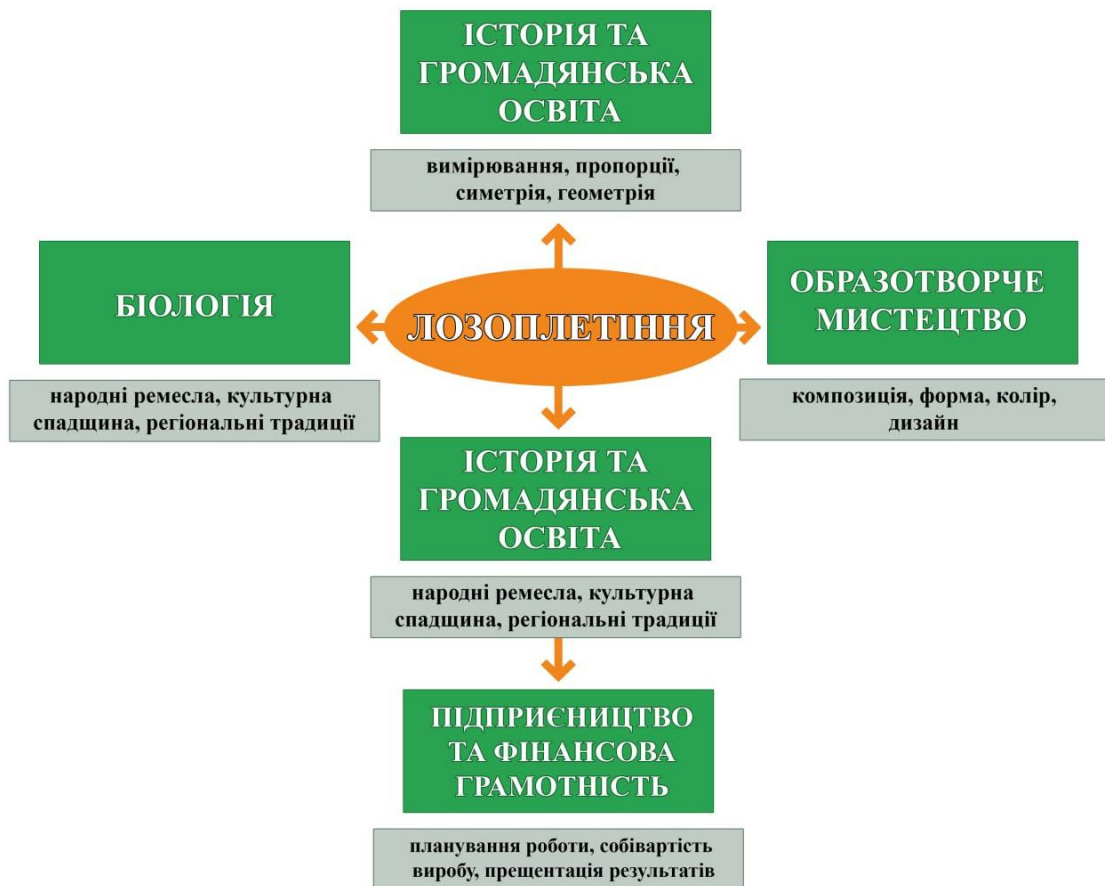 ІСТОРІЯ ТА
ГРОМАДЯНСЬКА
ОСВІТА
вимірювання, пропорції,
симетрія, геометрія
БІОЛОГІЯ
народні ремесла, культурна
спадщина, регіональні традиції
ЛОЗОПЛЕТІННЯ
ОБРАЗОТВОРЧЕ
МИСТЕЦТВО
композиція, форма, колір,
дизайн
ІСТОРІЯ ТА
ГРОМАДЯНСЬКА
ОСВІТА
народні ремесла, культурна
спадщина, регіональні традиції
ПІДПРИЄНИЦТВО
ТА ФІНАНСОВА
ГРАМОТНІСТЬ
планування роботи, собівартість
виробу, прещентація результатів